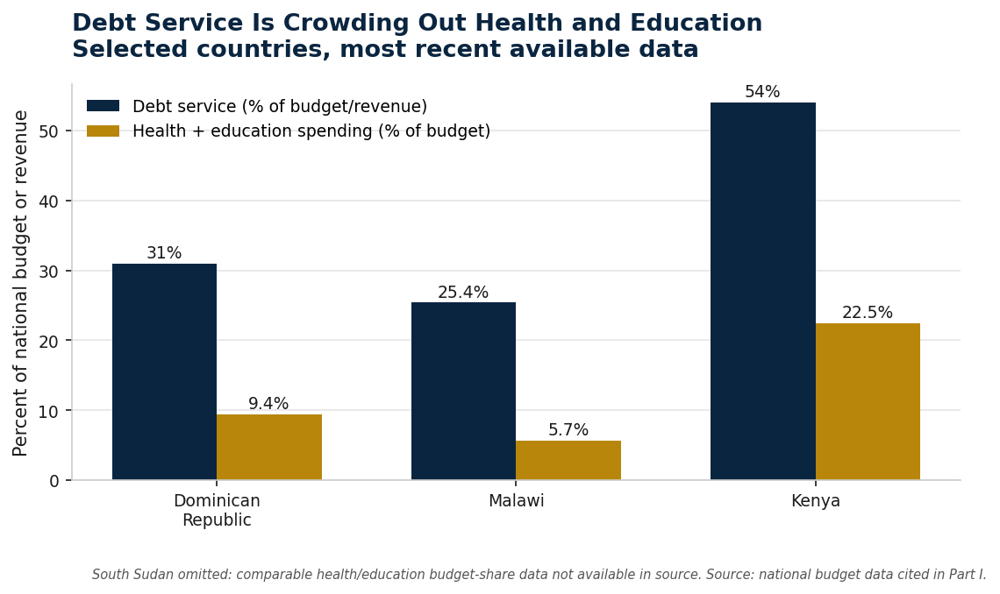 Debt Service Is Crowding Out Health and Education
Selected countries, most recent available data
Debt service (% of budget/revenue)
Health + education spending (% of budget)
Percent of national budget or revenue
50
40
30
20
10
0
31%
9.4%
25.4%
5.7%
54%
22.5%
Dominican
Republic
Malawi
Kenya
South Sudan omitted: comparable health/education budget-share data not available in source. Source: national budget data cited in Part I.